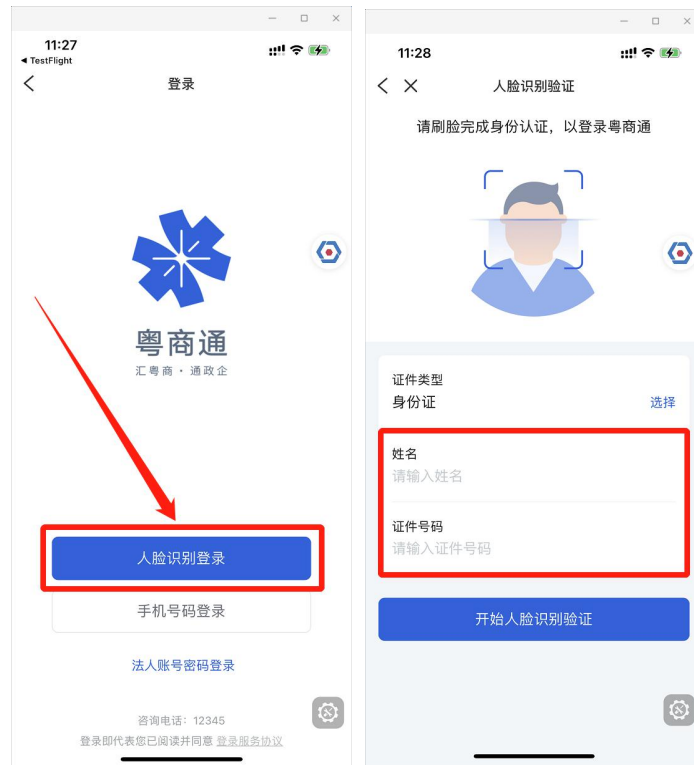 11:27
◀ TestFlight
登录
粤商通
汇粤商·通政企
人脸识别登录
手机号码登录
法人账号密码登录
咨询电话：12345
登录即代表您已阅读并同意 登录服务协议
11:28
人脸识别验证
请刷脸完成身份认证，以登录粤商通
证件类型
身份证
选择
姓名
请输入姓名
证件号码
请输入证件号码
开始人脸识别验证